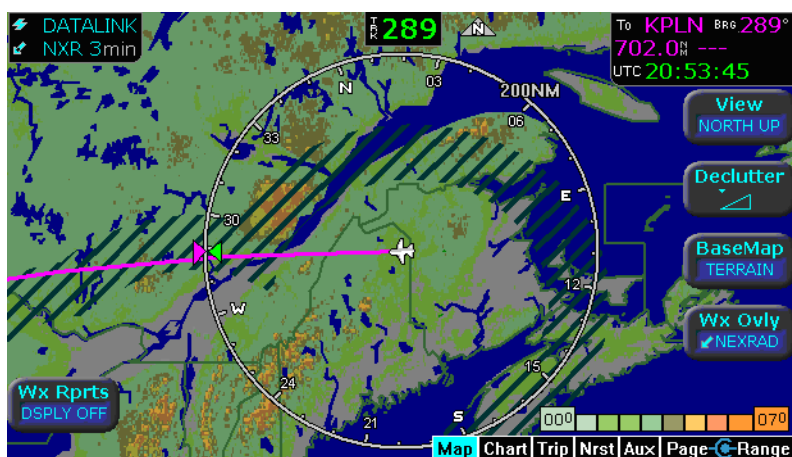 DATALINK
NXR 3min
TRK 289
N
To KPLN BRG 289°
702.0NM ---
UTC 20:53:45
200NM
N
03
06
33
E
30
12
W
15
24
21
S
View
NORTH UP
Declutter
BaseMap
TERRAIN
Wx Ovly
NEXRAD
Wx Rprts
DSPLY OFF
000
070
Map Chart Trip Nrst Aux Page Range